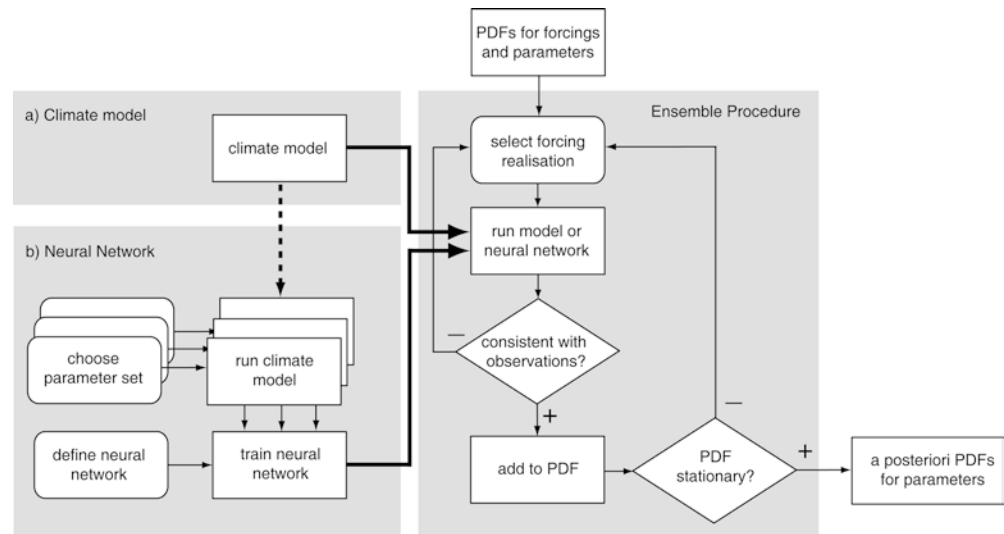 PDFs for forcings
and parameters
a) Climate model
climate model
Ensemble Procedure
select forcing
realisation
run model or
neural network
b) Neural Network
choose
parameter set
run climate
model
consistent with
observations?
−
+
define neural
network
train neural
network
add to PDF
PDF
stationary?
−
+
a posteriori PDFs
for parameters